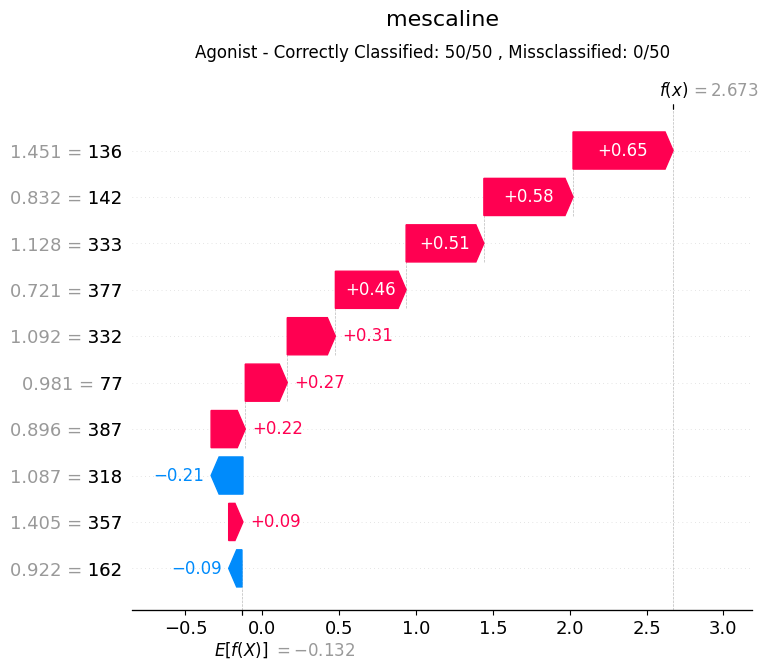 mescaline
Agonist - Correctly Classified: 50/50 , Missclassified: 0/50
f(x) = 2.673
1.451 = 136 +0.65
0.832 = 142 +0.58
1.128 = 333 +0.51
0.721 = 377 +0.46
1.092 = 332 +0.31
0.981 = 77 +0.27
0.896 = 387 +0.22
1.087 = 318 −0.21
1.405 = 357 +0.09
0.922 = 162 −0.09
−0.5 0.0 0.5 1.0 1.5 2.0 2.5 3.0
E[f(X)] = −0.132